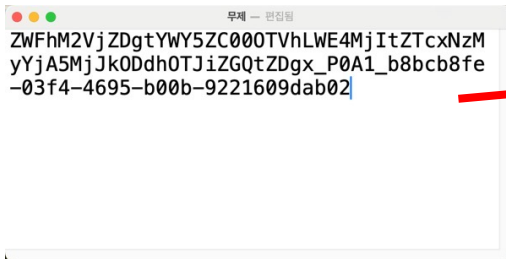 무제 — 편집됨
ZWFhM2VjZDgtYWY5ZC00OTVhLWE4MjItZTcxNzM
yYjA5MjJkODdhOTJiZGQtZDgx_P0A1_b8bcb8fe
-03f4-4695-b00b-9221609dab02